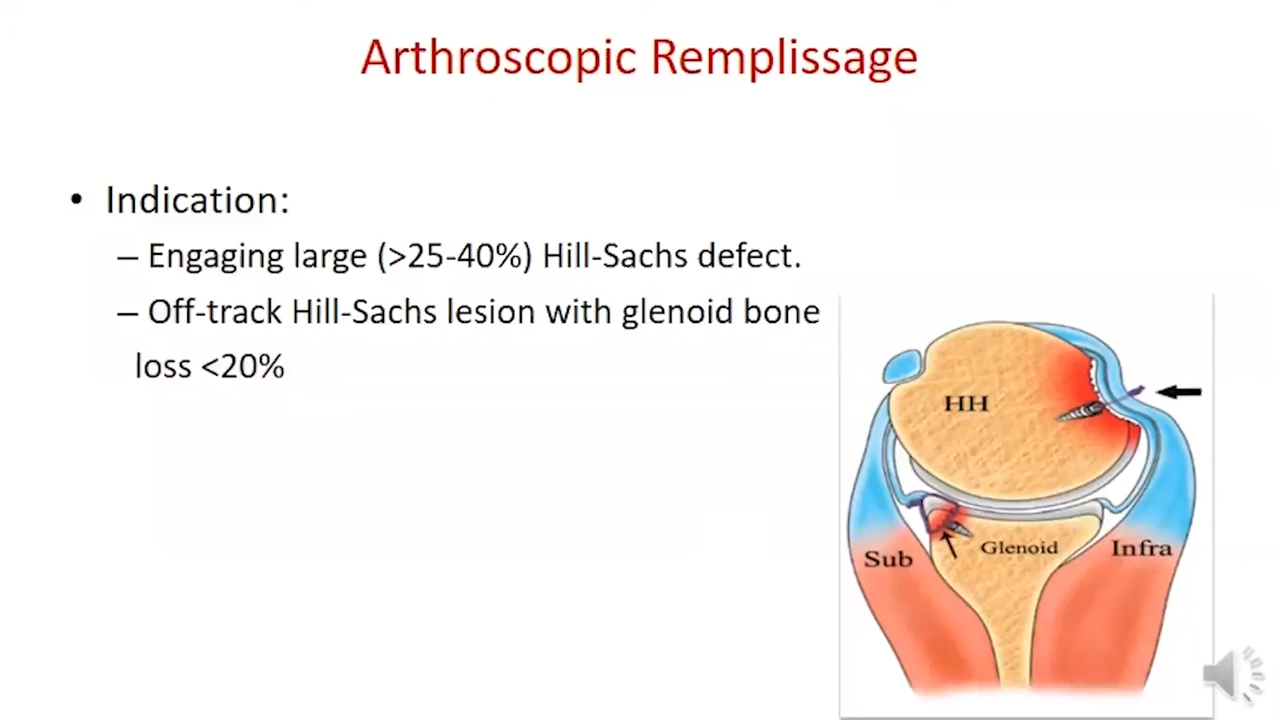 Arthroscopic Remplissage
• Indication:
– Engaging large (>25-40%) Hill-Sachs defect.
– Off-track Hill-Sachs lesion with glenoid bone
loss <20%
HH
Sub
Glenoid
Infra